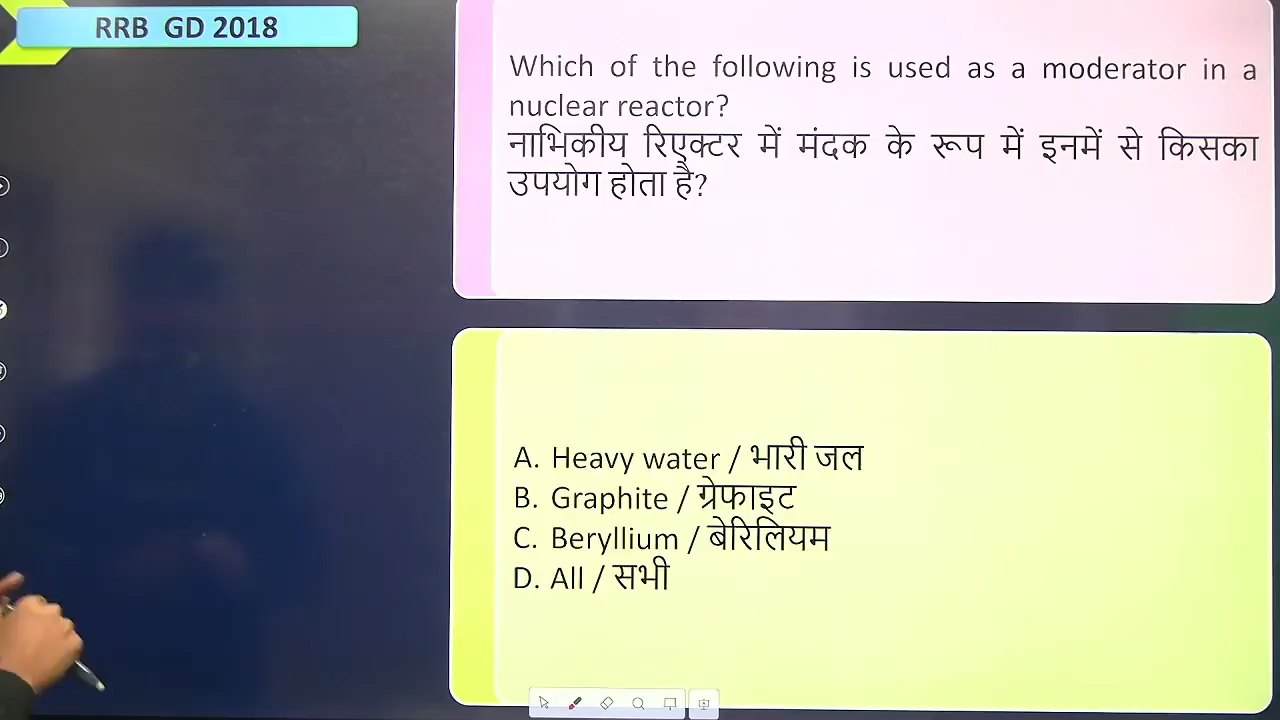 RRB GD 2018
Which of the following is used as a moderator in a
nuclear reactor?
नाभिकीय रिएक्टर में मंदक के रूप में इनमें से किसका
उपयोग होता है?
A. Heavy water / भारी जल
B. Graphite / ग्रेफाइट
C. Beryllium / बेरिलियम
D. All / सभी